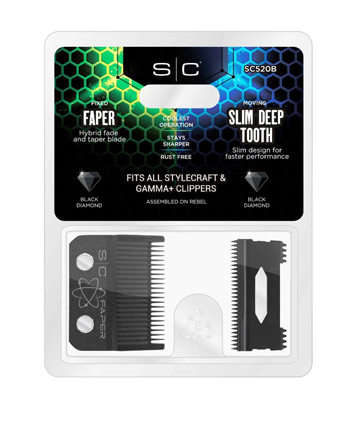 S|C
SC520B
FIXED
FAPER
Hybrid fade
and taper blade
COOLEST
OPERATION
STAYS
SHARPER
RUST FREE
MOVING
SLIM DEEP
TOOTH
Slim design for
faster performance
FITS ALL STYLECRAFT &
GAMMA+ CLIPPERS
ASSEMBLED ON REBEL
BLACK
DIAMOND
BLACK
DIAMOND
S|C
FAPER